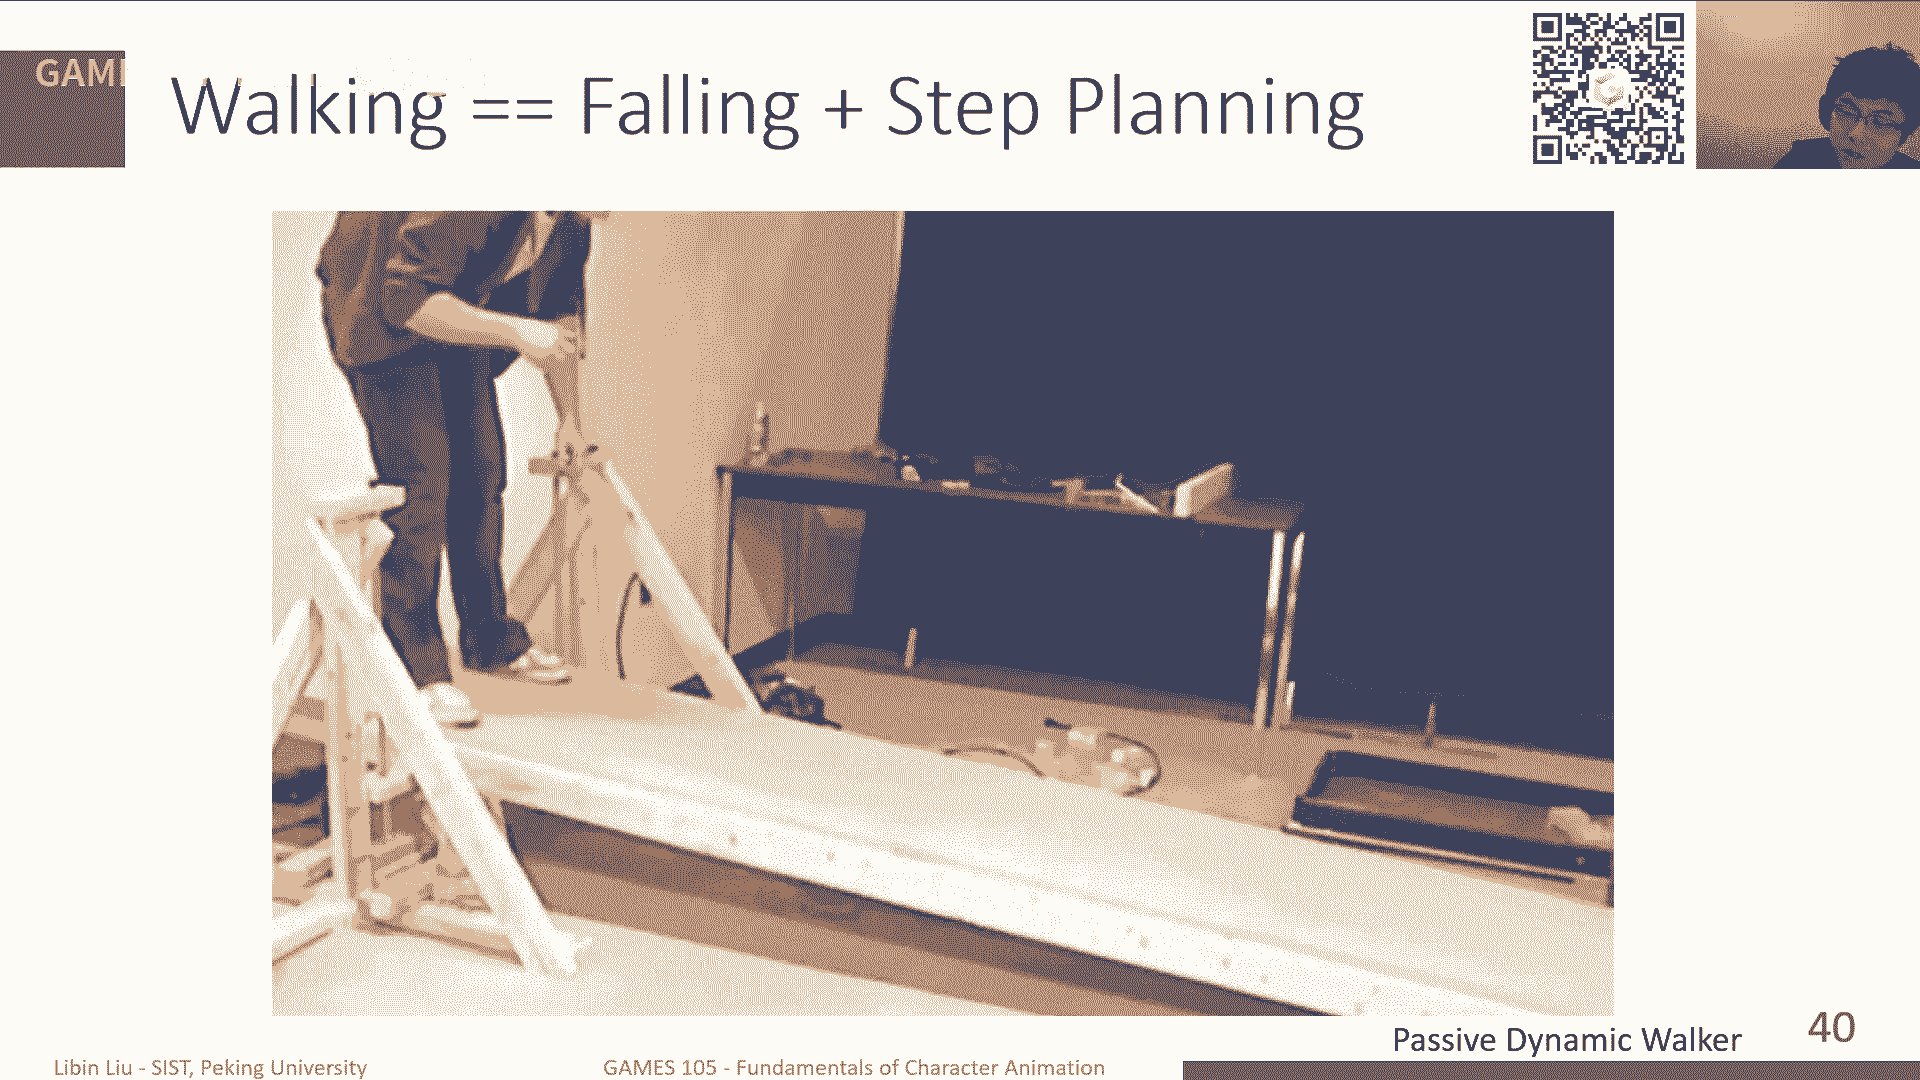 GAM
Walking == Falling + Step Planning
Passive Dynamic Walker
40
Libin Liu - SIST, Peking University
GAMES 105 - Fundamentals of Character Animation